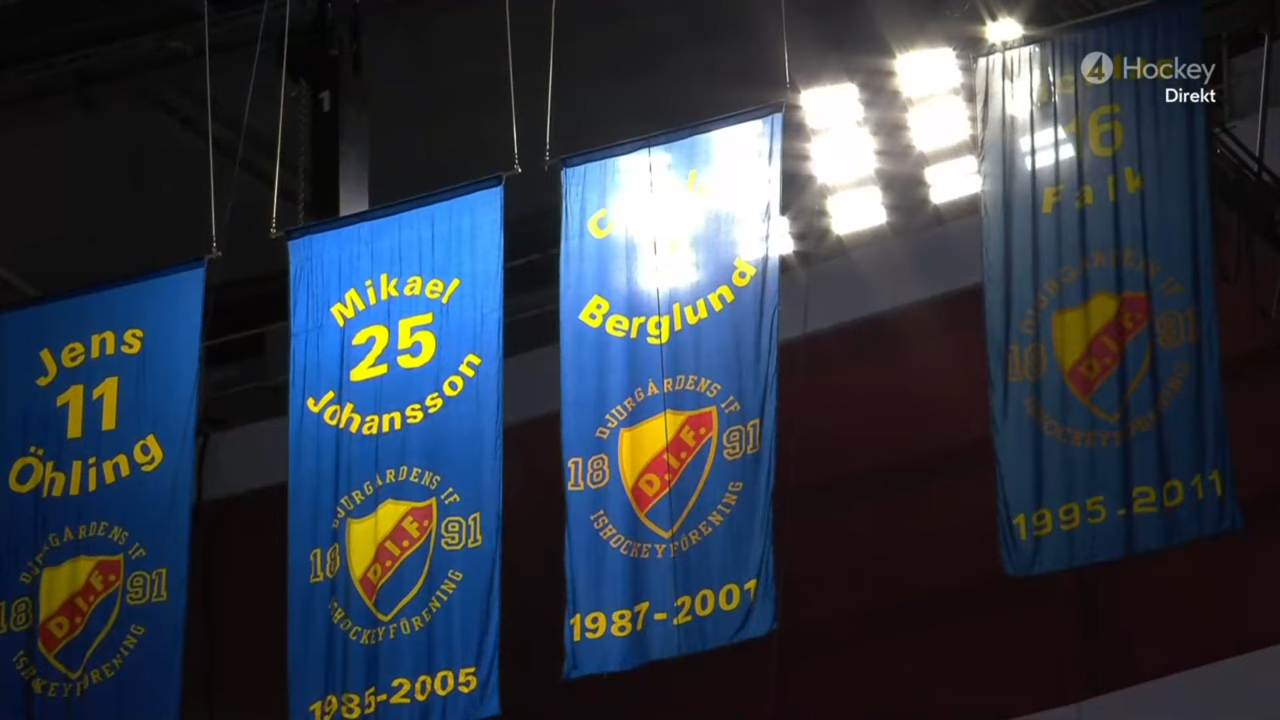 4 Hockey
Direkt
Jens
11
Öhling
DJURGÅRDENS IF
18 91
D.I.F.
ISHOCKEYFÖRENING
Mikael
25
Johansson
DJURGÅRDENS IF
18 91
D.I.F.
ISHOCKEYFÖRENING
1985-2005
Berglund
DJURGÅRDENS IF
18 91
D.I.F.
ISHOCKEYFÖRENING
1987-2001
16
Falk
DJURGÅRDENS IF
18 91
D.I.F.
ISHOCKEYFÖRENING
1995-2011
1